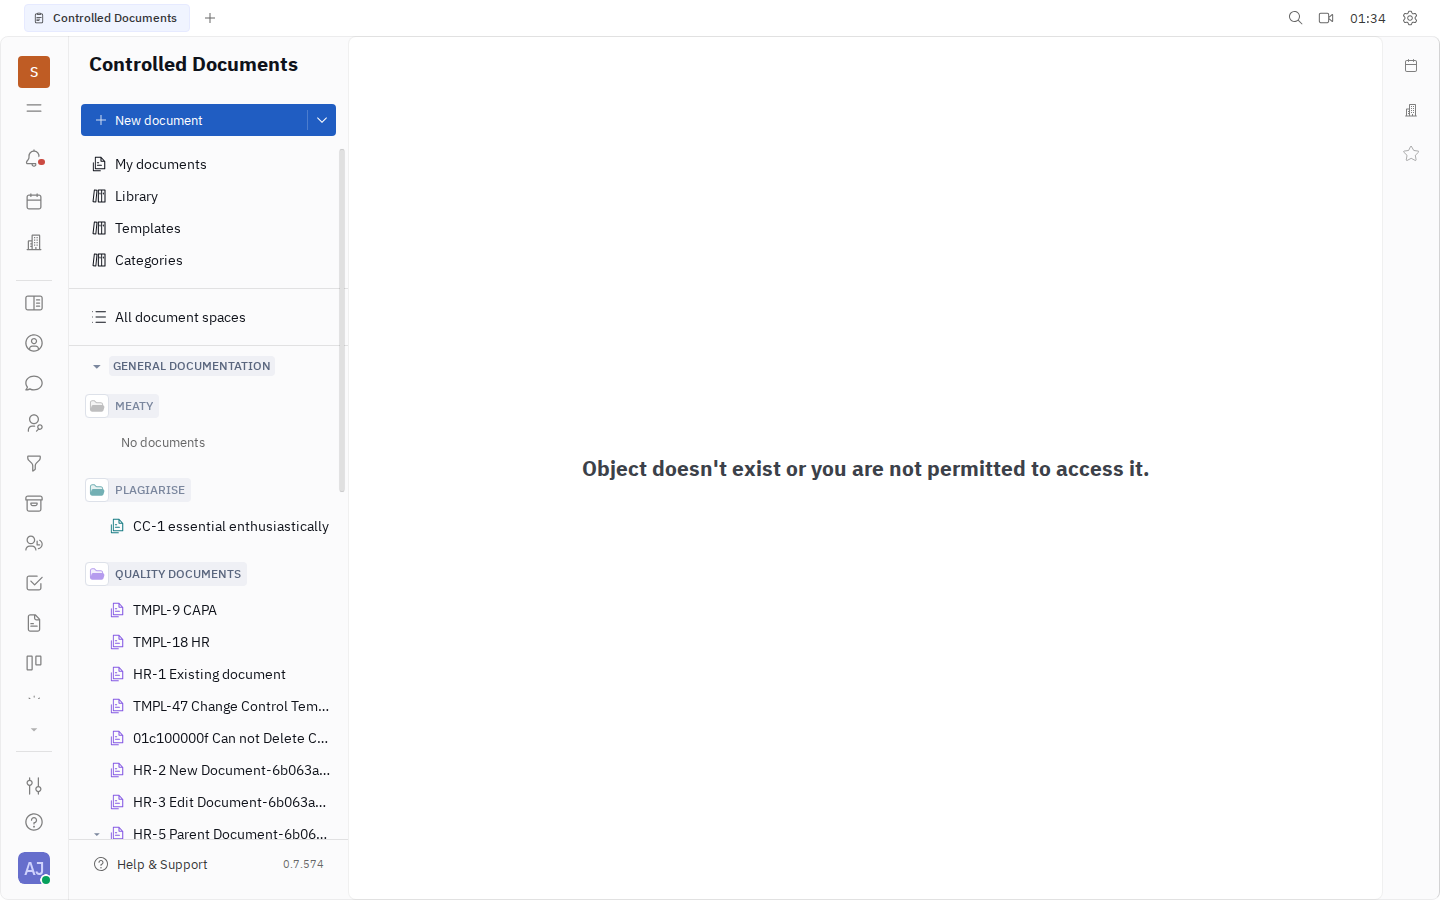 Controlled Documents
01:34
S
Controlled Documents
New document
My documents
Library
Templates
Categories
All document spaces
GENERAL DOCUMENTATION
MEATY
No documents
PLAGIARISE
CC-1 essential enthusiastically
QUALITY DOCUMENTS
TMPL-9 CAPA
TMPL-18 HR
HR-1 Existing document
TMPL-47 Change Control Tem...
01c100000f Can not Delete C...
HR-2 New Document-6b063a...
HR-3 Edit Document-6b063a...
HR-5 Parent Document-6b06...
Help & Support
0.7.574
AJ
Object doesn't exist or you are not permitted to access it.